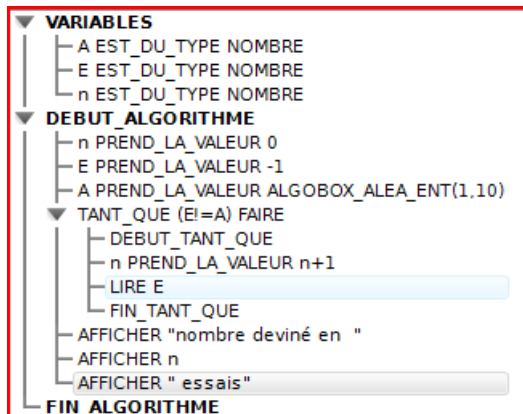 VARIABLES
A EST_DU_TYPE NOMBRE
E EST_DU_TYPE NOMBRE
n EST_DU_TYPE NOMBRE
DEBUT_ALGORITHME
n PREND_LA_VALEUR 0
E PREND_LA_VALEUR -1
A PREND_LA_VALEUR ALGOBOX_ALEA_ENT(1,10)
TANT_QUE (E!=A) FAIRE
DEBUT_TANT_QUE
n PREND_LA_VALEUR n+1
LIRE E
FIN_TANT_QUE
AFFICHER "nombre deviné en  "
AFFICHER n
AFFICHER " essais"
FIN_ALGORITHME